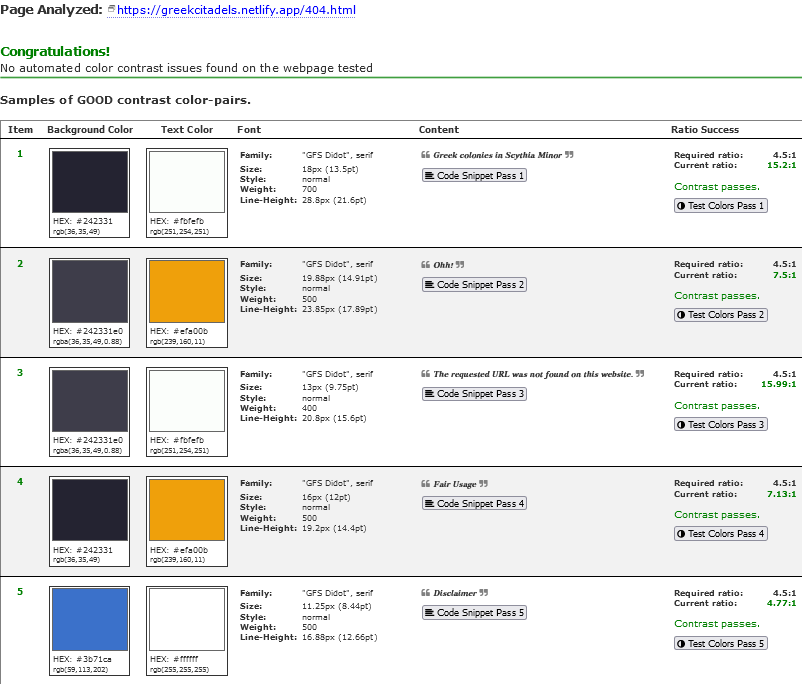 Page Analyzed: https://greekcitadels.netlify.app/404.html
Congratulations!
No automated color contrast issues found on the webpage tested
Samples of GOOD contrast color-pairs.
Item Background Color Text Color Font Content Ratio Success
1
HEX: #242331
rgb(36,35,49)
HEX: #fbfefb
rgb(251,254,251)
Family: "GFS Didot", serif
Size: 18px (13.5pt)
Style: normal
Weight: 700
Line-Height: 28.8px (21.6pt)
❝ Greek colonies in Scythia Minor ❞
Code Snippet Pass 1
Required ratio: 4.5:1
Current ratio: 15.2:1
Contrast passes.
Test Colors Pass 1
2
HEX: #242331e0
rgba(36,35,49,0.88)
HEX: #efa00b
rgb(239,160,11)
Family: "GFS Didot", serif
Size: 19.88px (14.91pt)
Style: normal
Weight: 500
Line-Height: 23.85px (17.89pt)
❝ Ohh! ❞
Code Snippet Pass 2
Required ratio: 4.5:1
Current ratio: 7.5:1
Contrast passes.
Test Colors Pass 2
3
HEX: #242331e0
rgba(36,35,49,0.88)
HEX: #fbfefb
rgb(251,254,251)
Family: "GFS Didot", serif
Size: 13px (9.75pt)
Style: normal
Weight: 400
Line-Height: 20.8px (15.6pt)
❝ The requested URL was not found on this website. ❞
Code Snippet Pass 3
Required ratio: 4.5:1
Current ratio: 15.99:1
Contrast passes.
Test Colors Pass 3
4
HEX: #242331
rgb(36,35,49)
HEX: #efa00b
rgb(239,160,11)
Family: "GFS Didot", serif
Size: 16px (12pt)
Style: normal
Weight: 500
Line-Height: 19.2px (14.4pt)
❝ Fair Usage ❞
Code Snippet Pass 4
Required ratio: 4.5:1
Current ratio: 7.13:1
Contrast passes.
Test Colors Pass 4
5
HEX: #3b71ca
rgb(59,113,202)
HEX: #ffffff
rgb(255,255,255)
Family: "GFS Didot", serif
Size: 11.25px (8.44pt)
Style: normal
Weight: 500
Line-Height: 16.88px (12.66pt)
❝ Disclaimer ❞
Code Snippet Pass 5
Required ratio: 4.5:1
Current ratio: 4.77:1
Contrast passes.
Test Colors Pass 5